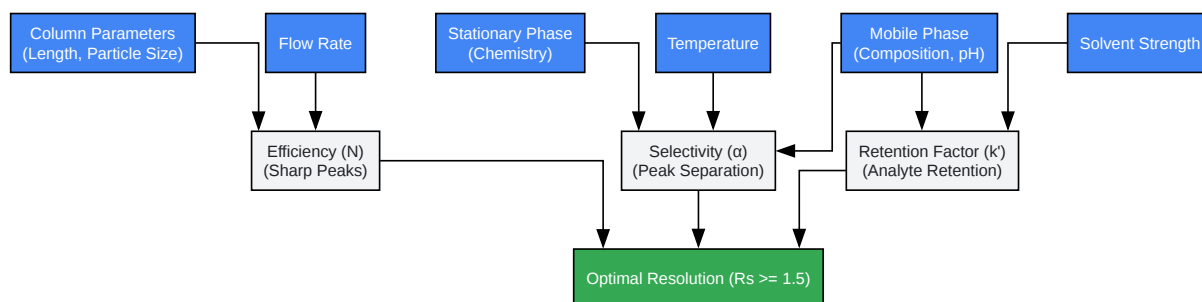 Column Parameters
(Length, Particle Size)
Flow Rate
Stationary Phase
(Chemistry)
Temperature
Mobile Phase
(Composition, pH)
Solvent Strength
Efficiency (N)
(Sharp Peaks)
Selectivity (α)
(Peak Separation)
Retention Factor (k')
(Analyte Retention)
Optimal Resolution (Rs >= 1.5)